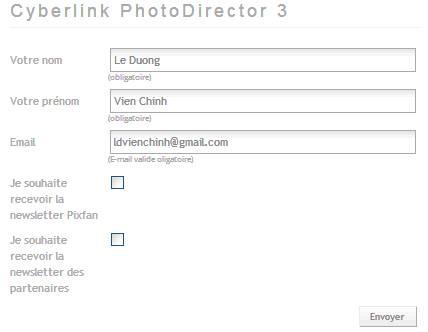 Cyberlink PhotoDirector 3
Votre nom
Le Duong
(obligatoire)
Votre prénom
Vien Chinh
(obligatoire)
Email
ldvienchinh@gmail.com
(E-mail valide oligatoire)
Je souhaite
recevoir la
newsletter Pixfan
Je souhaite
recevoir la
newsletter des
partenaires
Envoyer